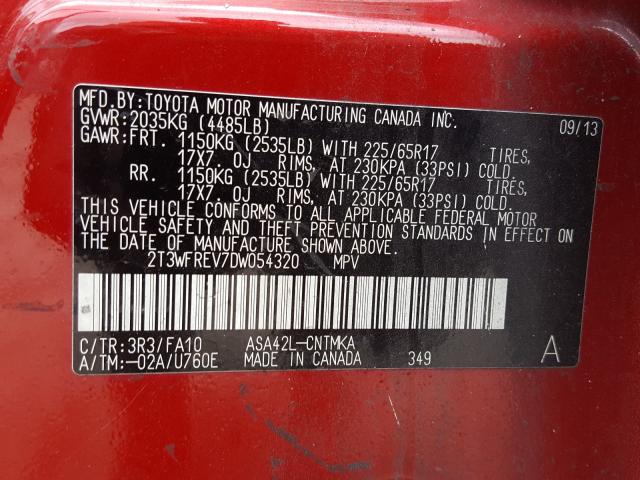 MFD.BY:TOYOTA MOTOR MANUFACTURING CANADA INC.
GVWR:2035KG (4485LB) 09/13
GAWR:FRT. 1150KG (2535LB) WITH 225/65R17 TIRES,
17X7.0J RIMS, AT 230KPA (33PSI) COLD.
RR. 1150KG (2535LB) WITH 225/65R17 TIRES,
17X7.0J RIMS, AT 230KPA (33PSI) COLD.
THIS VEHICLE CONFORMS TO ALL APPLICABLE FEDERAL MOTOR
VEHICLE SAFETY AND THEFT PREVENTION STANDARDS IN EFFECT ON
THE DATE OF MANUFACTURE SHOWN ABOVE.
2T3WFREV7DW054320 MPV
C/TR:3R3/FA10 ASA42L-CNTMKA
A/TM:-02A/U760E MADE IN CANADA 349 A